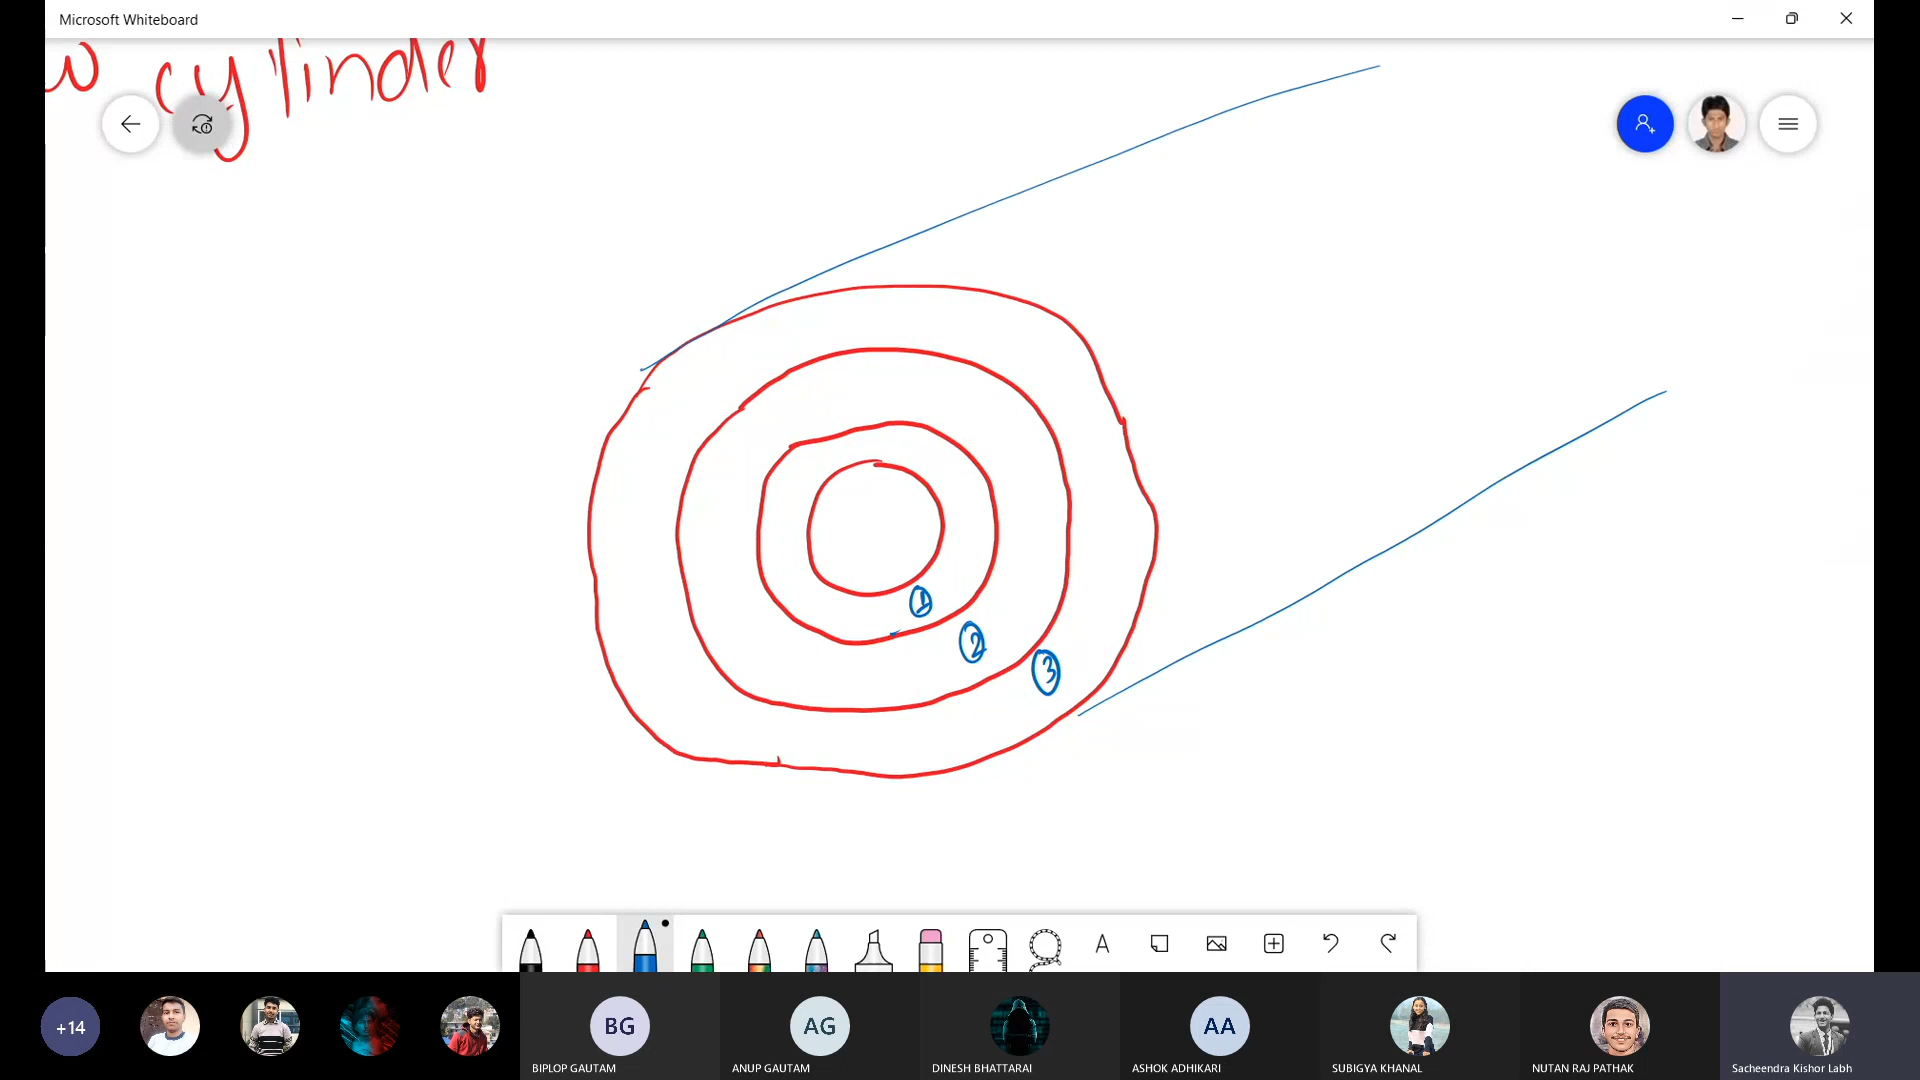 Microsoft Whiteboard
w cylinder
1
2
3
A
+14
BG
AG
AA
BIPLOP GAUTAM
ANUP GAUTAM
DINESH BHATTARAI
ASHOK ADHIKARI
SUBIGYA KHANAL
NUTAN RAJ PATHAK
Sacheendra Kishor Labh